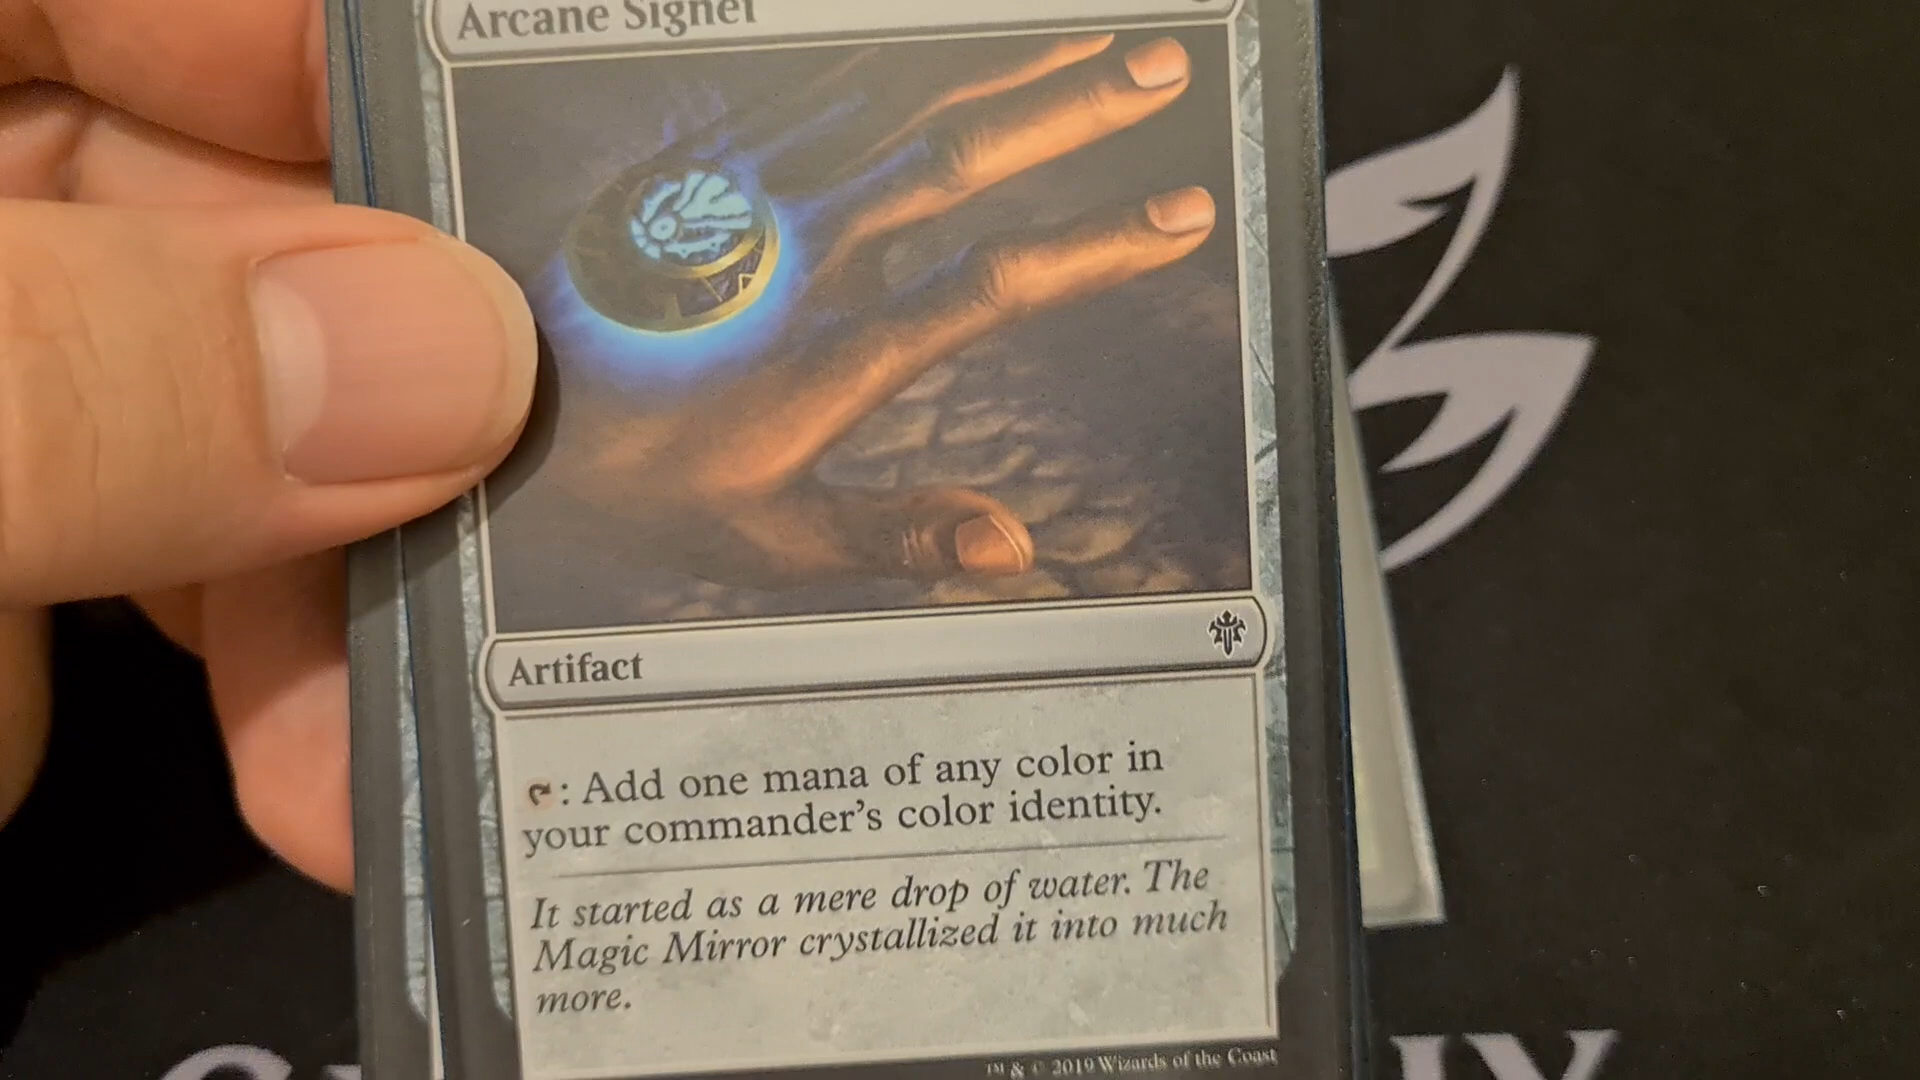 Arcane Signet
Artifact
: Add one mana of any color in
your commander's color identity.
It started as a mere drop of water. The
Magic Mirror crystallized it into much
more.
™ & © 2019 Wizards of the Coast